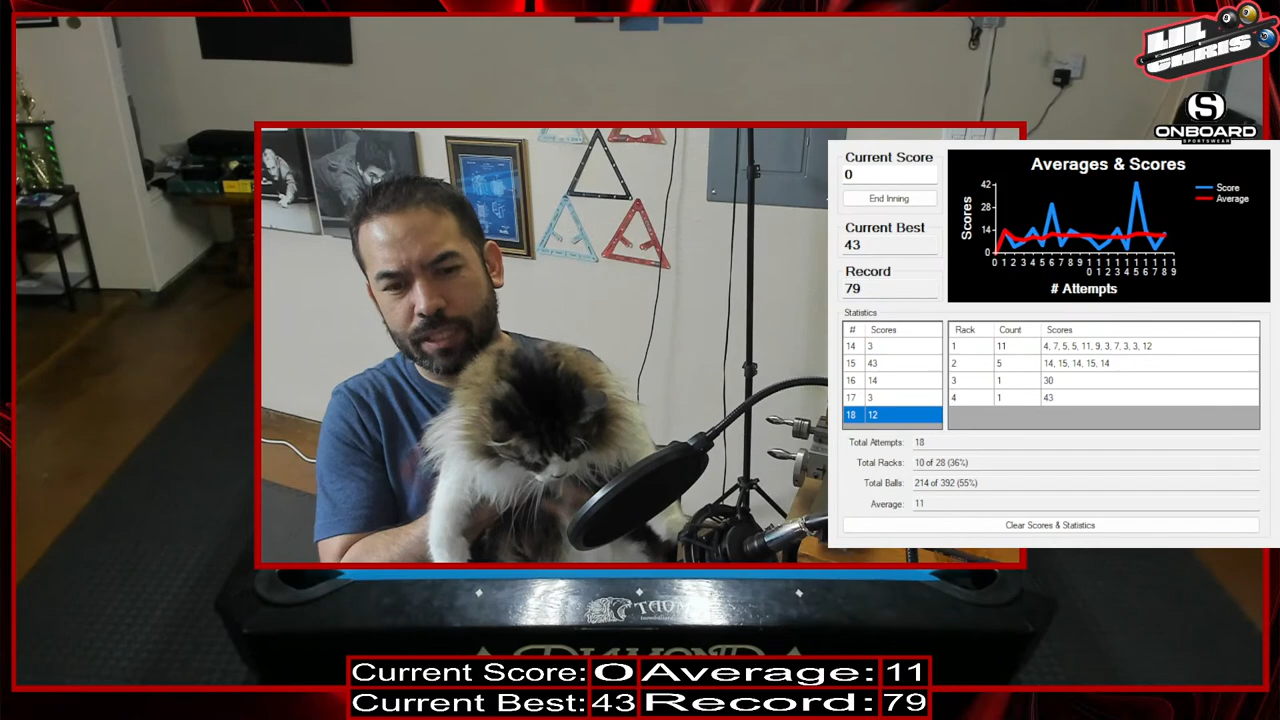 LIL
CHRIS
S
ONBOARD
SPORTSWEAR
Current Score
0
End Inning
Current Best
43
Record
79
Averages & Scores
Scores
42
28
14
0
0 1 2 3 4 5 6 7 8 9 1 1 1 1 1 1 1 1 1 1
0 1 2 3 4 5 6 7 8 9
# Attempts
Score
Average
Statistics
# Scores
14 3
15 43
16 14
17 3
18 12
Rack Count Scores
1 11 4, 7, 5, 5, 11, 9, 3, 7, 3, 3, 12
2 5 14, 15, 14, 15, 14
3 1 30
4 1 43
Total Attempts: 18
Total Racks: 10 of 28 (36%)
Total Balls: 214 of 392 (55%)
Average: 11
Clear Scores & Statistics
DIAMOND
Current Score: 0 Average: 11
Current Best: 43 Record: 79